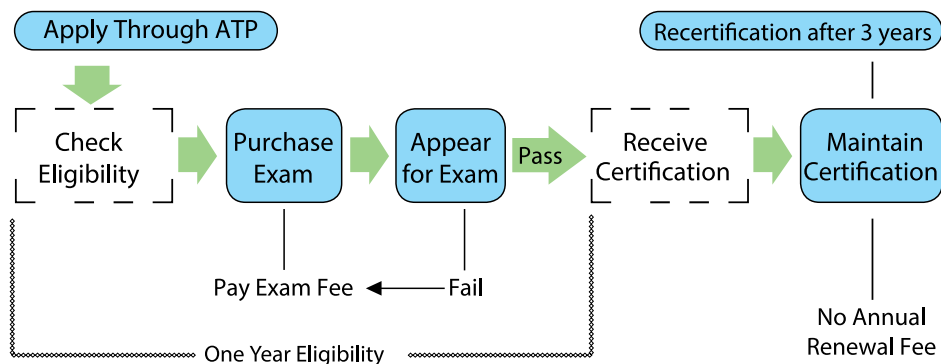 Apply Through ATP
Recertification after 3 years
Check
Eligibility
Purchase
Exam
Appear
for Exam
Pass
Receive
Certification
Maintain
Certification
Pay Exam Fee
Fail
One Year Eligibility
No Annual
Renewal Fee